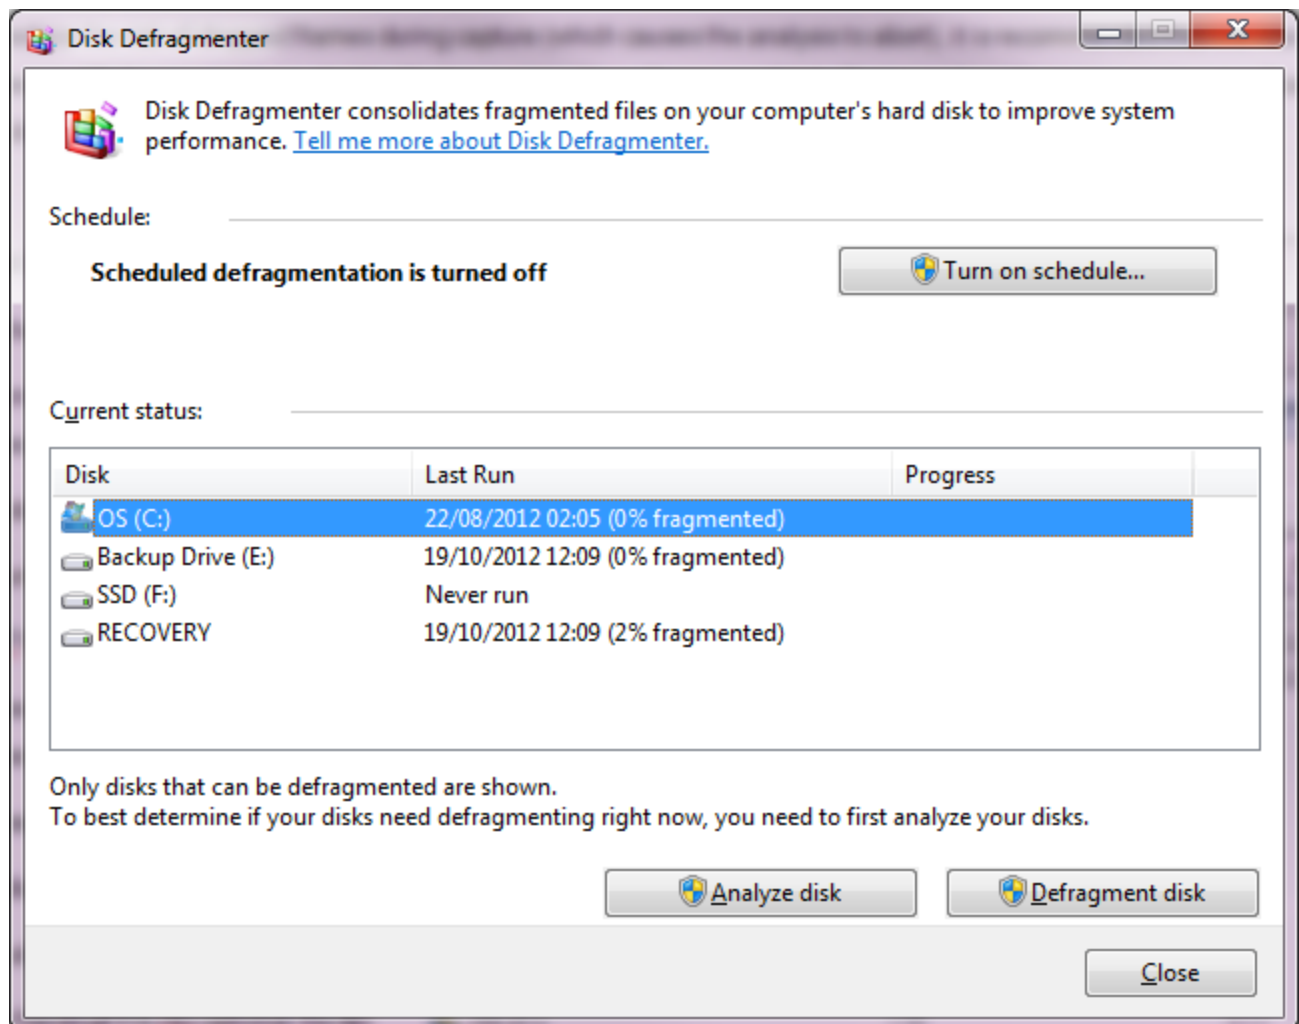 Disk Defragmenter
Disk Defragmenter consolidates fragmented files on your computer's hard disk to improve system
performance. Tell me more about Disk Defragmenter.
Schedule:
Scheduled defragmentation is turned off
Turn on schedule...
Current status:
Disk Last Run Progress
OS (C:) 22/08/2012 02:05 (0% fragmented)
Backup Drive (E:) 19/10/2012 12:09 (0% fragmented)
SSD (F:) Never run
RECOVERY 19/10/2012 12:09 (2% fragmented)
Only disks that can be defragmented are shown.
To best determine if your disks need defragmenting right now, you need to first analyze your disks.
Analyze disk Defragment disk
Close